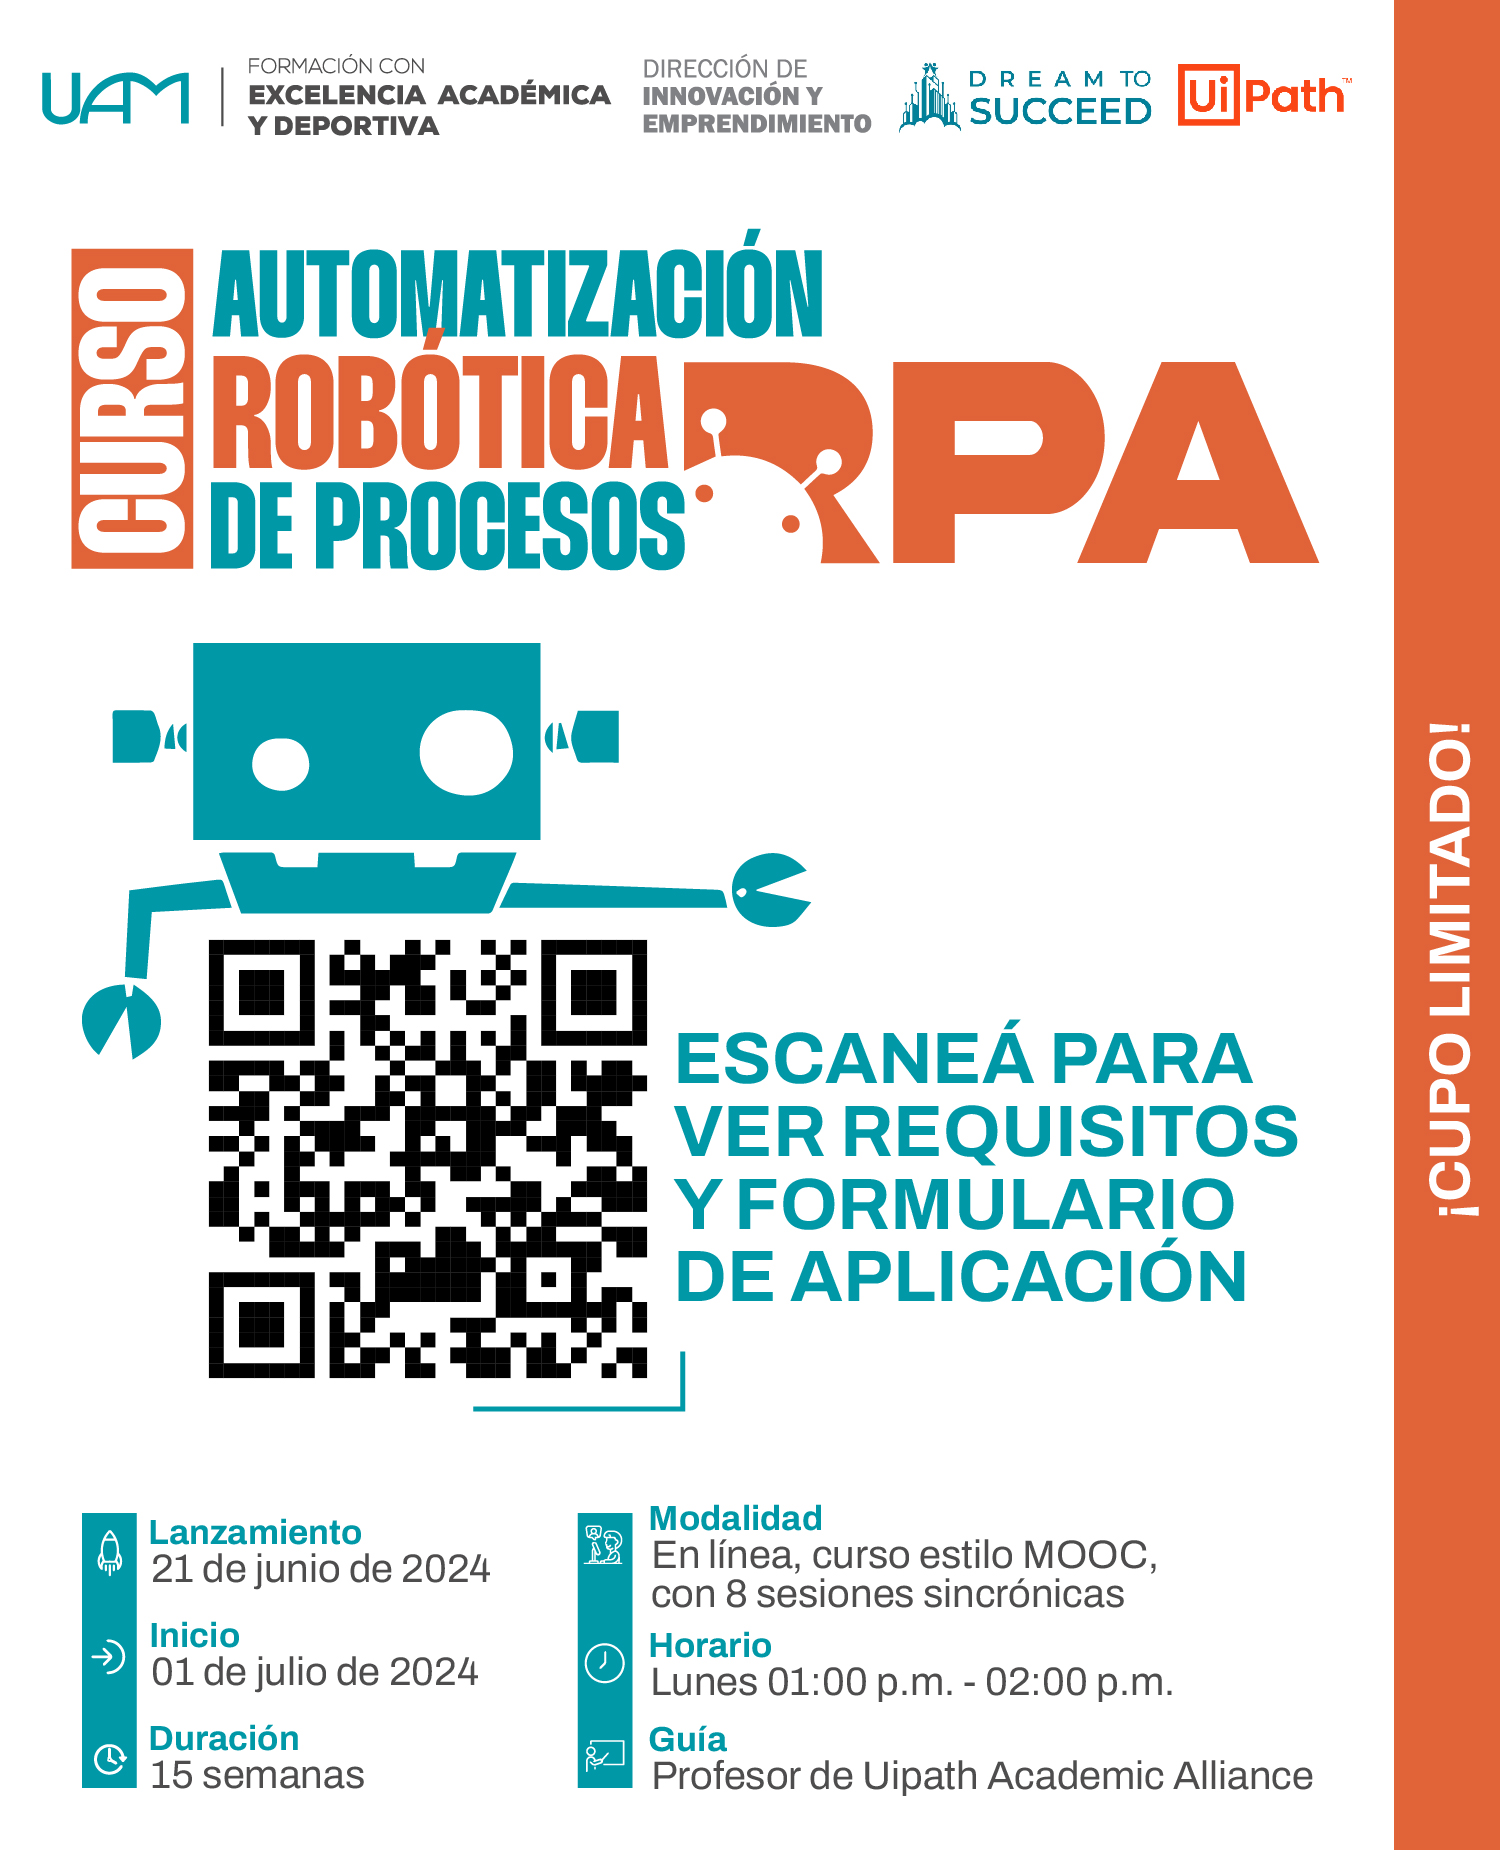 UAM
FORMACIÓN CON
EXCELENCIA ACADÉMICA
Y DEPORTIVA
DIRECCIÓN DE
INNOVACIÓN Y
EMPRENDIMIENTO
DREAM TO
SUCCEED
UiPath™
CURSO
AUTOMATIZACIÓN
ROBÓTICA
DE PROCESOS
RPA
¡CUPO LIMITADO!
ESCANEÁ PARA
VER REQUISITOS
Y FORMULARIO
DE APLICACIÓN
Lanzamiento
21 de junio de 2024
Inicio
01 de julio de 2024
Duración
15 semanas
Modalidad
En línea, curso estilo MOOC,
con 8 sesiones sincrónicas
Horario
Lunes 01:00 p.m. - 02:00 p.m.
Guía
Profesor de Uipath Academic Alliance